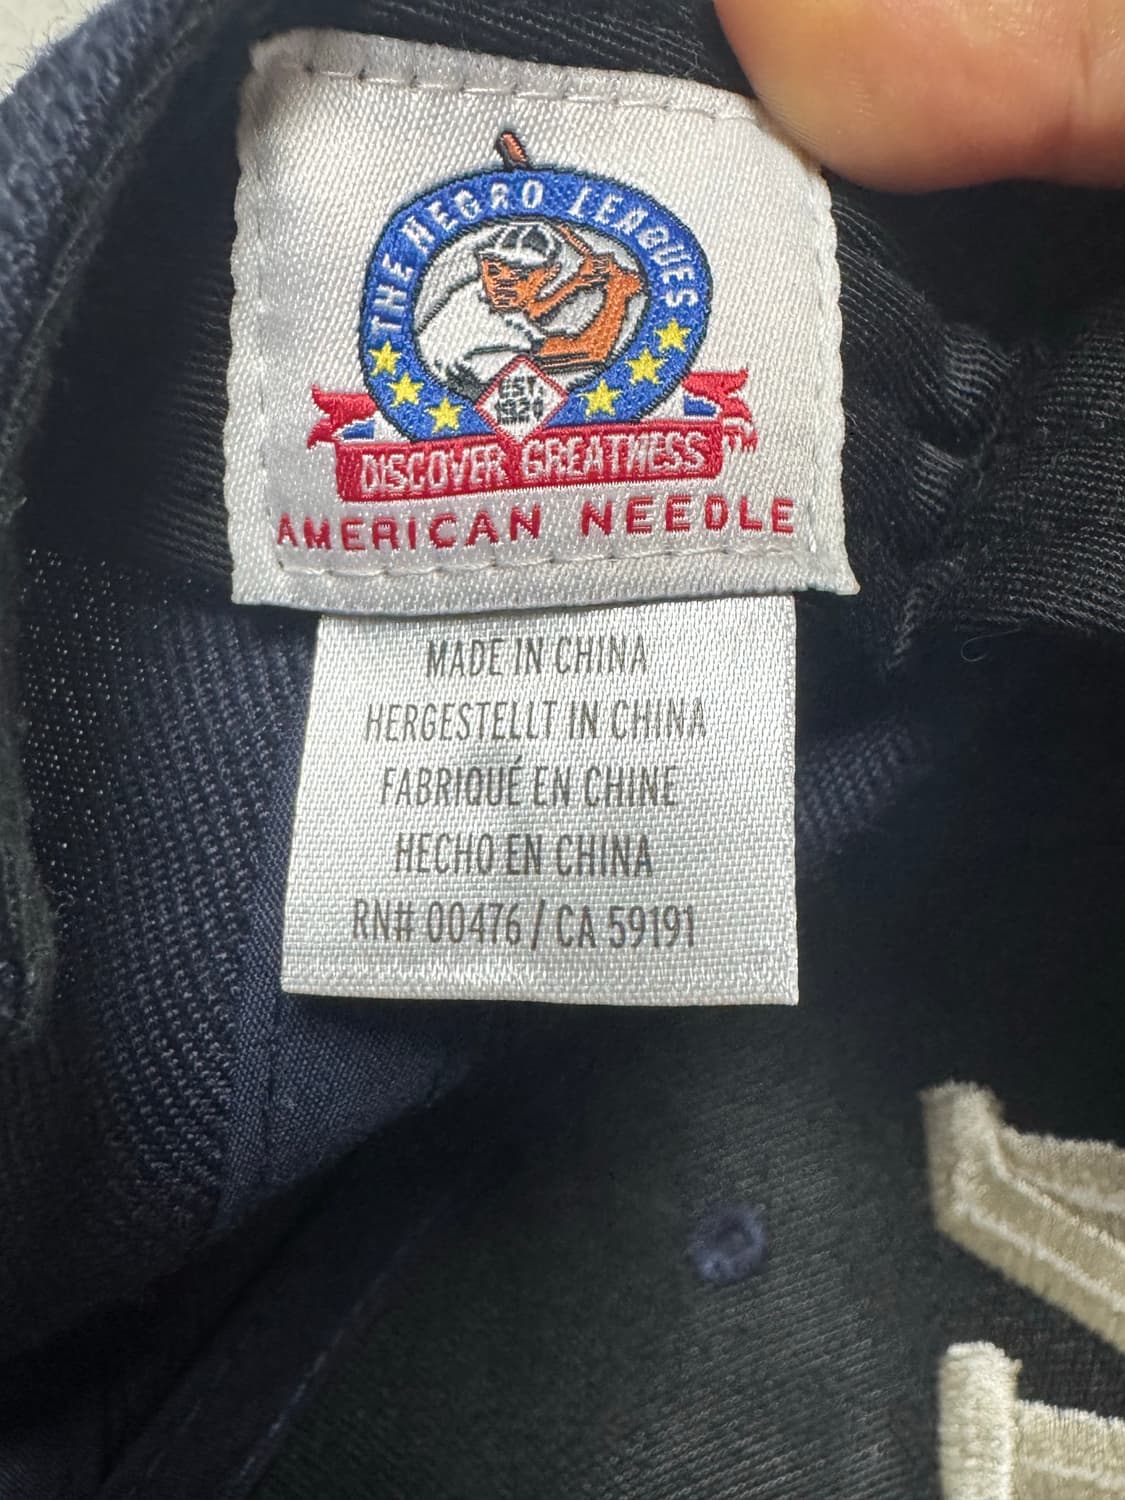 THE NEGRO LEAGUES
EST.
1920
DISCOVER GREATNESS TM
AMERICAN NEEDLE
MADE IN CHINA
HERGESTELLT IN CHINA
FABRIQUÉ EN CHINE
HECHO EN CHINA
RN# 00476 / CA 59191